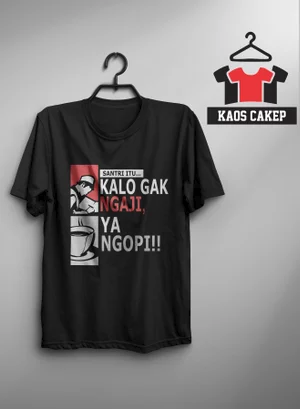 KAOS CAKEP
SANTRI ITU...
KALO GAK
NGAJI,
YA
NGOPI!!